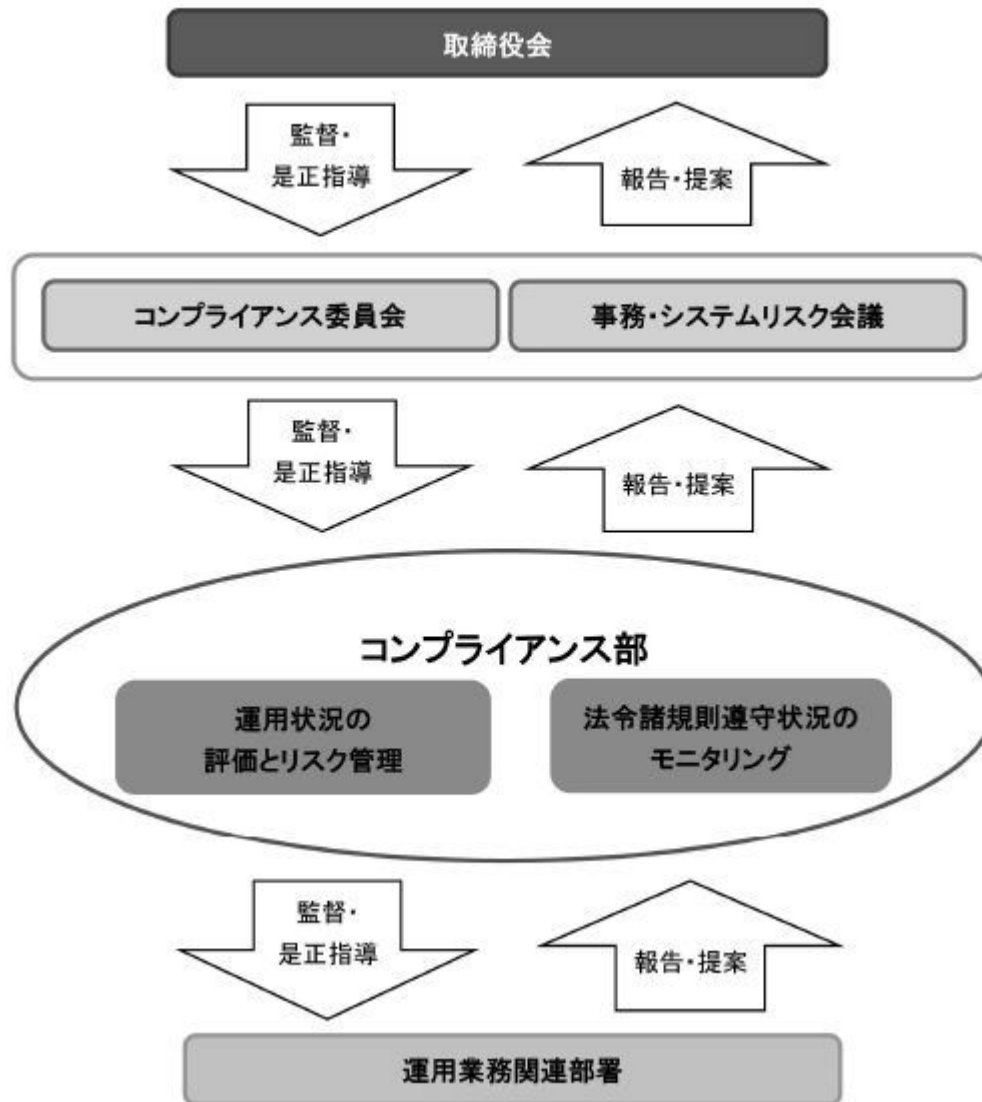 取締役会
監督・
是正指導
報告・提案
コンプライアンス委員会
事務・システムリスク会議
監督・
是正指導
報告・提案
コンプライアンス部
運用状況の
評価とリスク管理
法令諸規則遵守状況の
モニタリング
監督・
是正指導
報告・提案
運用業務関連部署